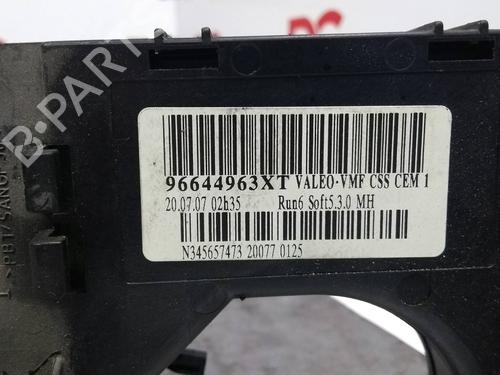 B-PARTS
96644963XT VALEO-VMF CSS CEM 1
20.07.07 02h35 Run6 Soft5.3.0 MH
N345657473 20077 0125